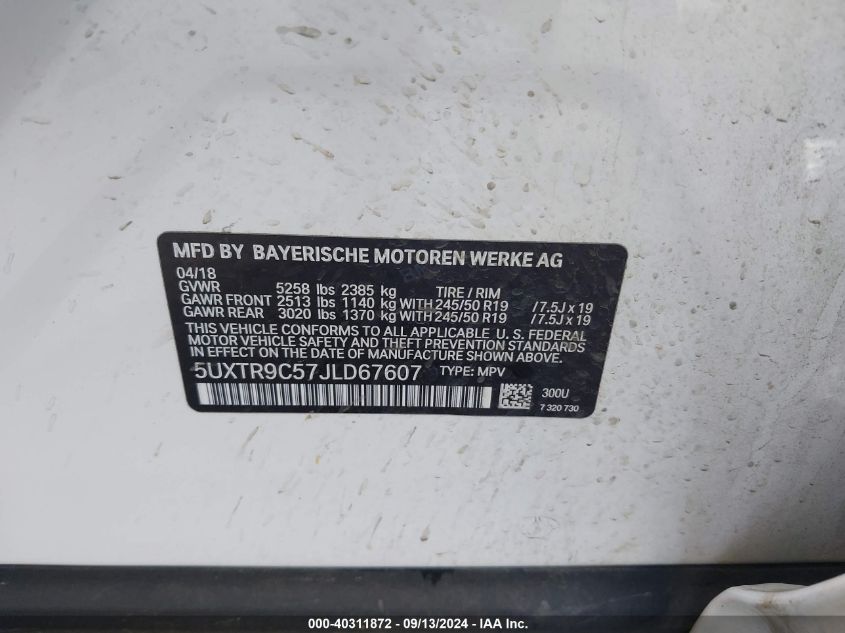 MFD BY BAYERISCHE MOTOREN WERKE AG
04/18
GVWR 5258 lbs 2385 kg TIRE / RIM
GAWR FRONT 2513 lbs 1140 kg WITH 245/50 R19 / 7.5J x 19
GAWR REAR 3020 lbs 1370 kg WITH 245/50 R19 / 7.5J x 19
THIS VEHICLE CONFORMS TO ALL APPLICABLE U. S. FEDERAL
MOTOR VEHICLE SAFETY AND THEFT PREVENTION STANDARDS
IN EFFECT ON THE DATE OF MANUFACTURE SHOWN ABOVE.
5UXTR9C57JLD67607 TYPE: MPV
300U
7 320 730
000-40311872 - 09/13/2024 - IAA Inc.